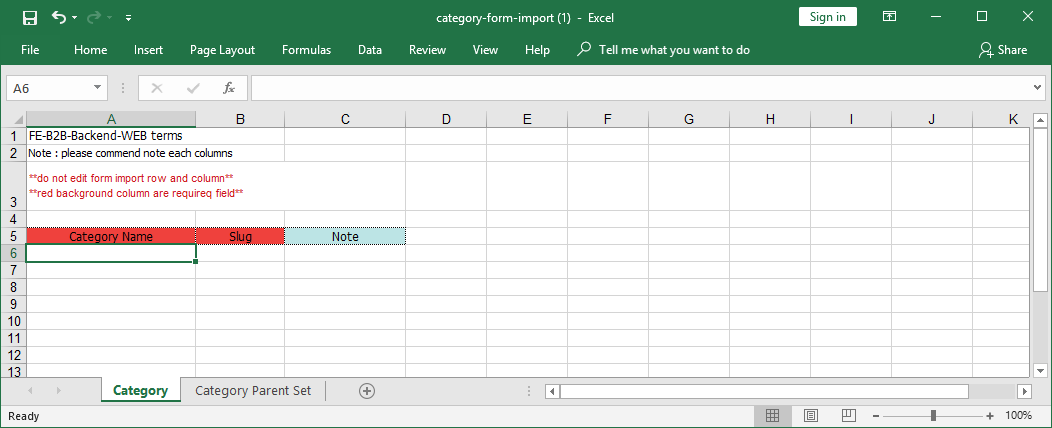 category-form-import (1) - Excel
Sign in
File Home Insert Page Layout Formulas Data Review View Help Tell me what you want to do Share
A6 fx
A B C D E F G H I J K
1 FE-B2B-Backend-WEB terms
2 Note : please commend note each columns
**do not edit form import row and column**
3 **red background column are requireq field**
4
5 Category Name Slug Note
6
7
8
9
10
11
12
13
Category Category Parent Set
Ready 100%